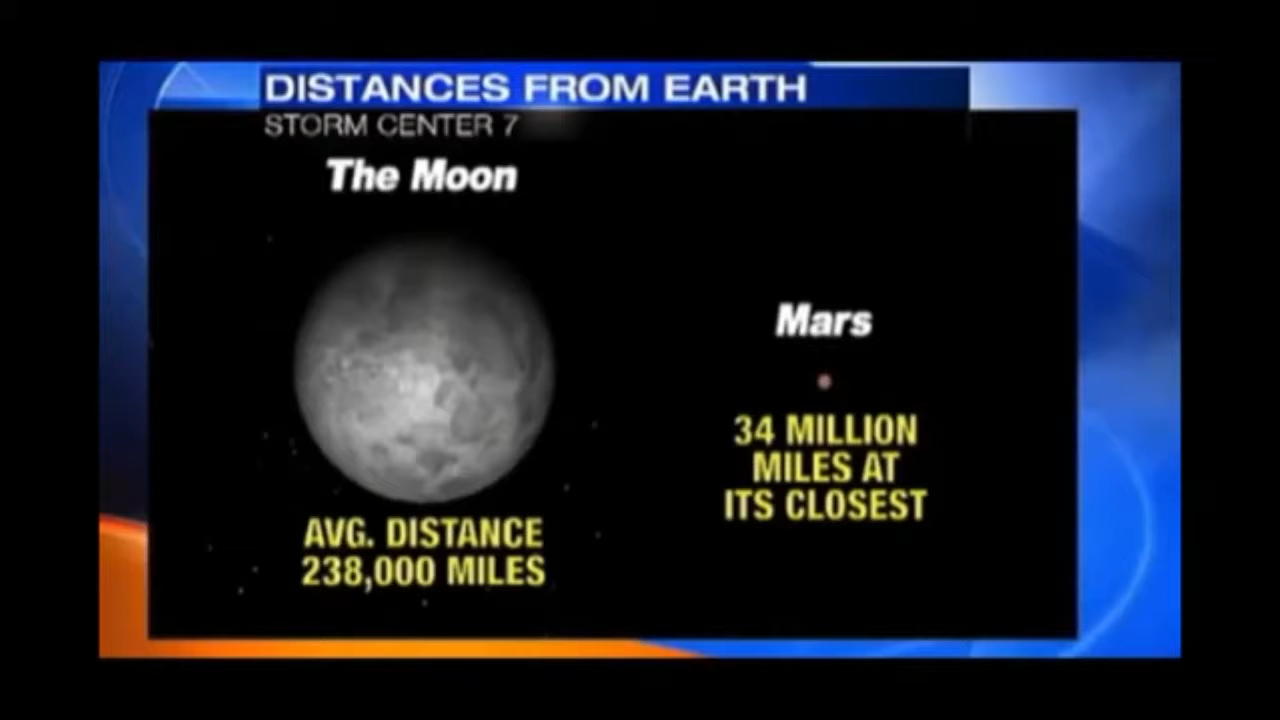 DISTANCES FROM EARTH
STORM CENTER 7
The Moon
Mars
34 MILLION
MILES AT
ITS CLOSEST
AVG. DISTANCE
238,000 MILES